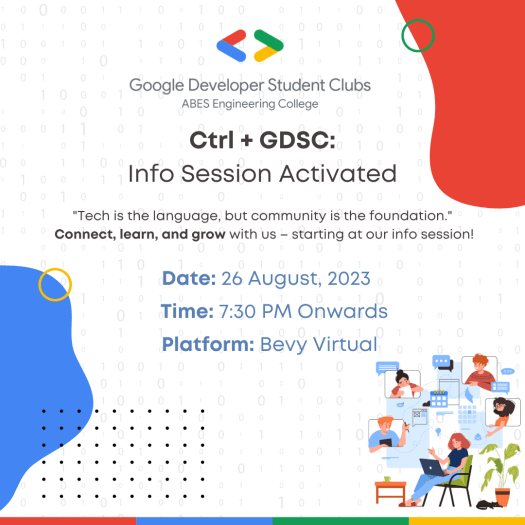 Google Developer Student Clubs
ABES Engineering College
Ctrl + GDSC:
Info Session Activated
"Tech is the language, but community is the foundation."
Connect, learn, and grow with us – starting at our info session!
Date: 26 August, 2023
Time: 7:30 PM Onwards
Platform: Bevy Virtual